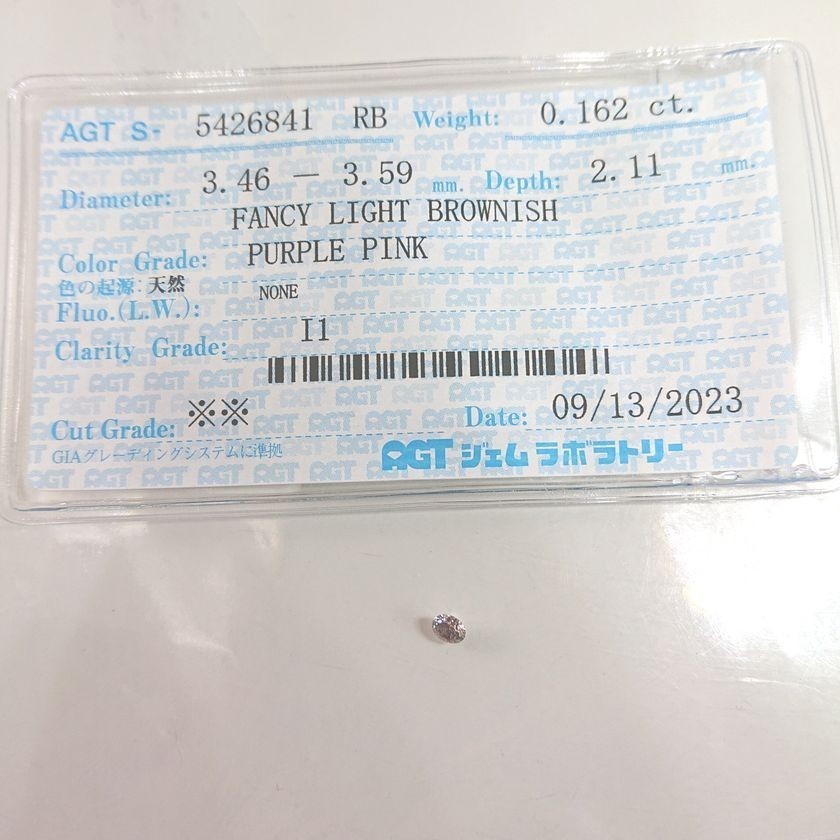 AGT S- 5426841 RB Weight: 0.162 ct.
Diameter: 3.46 — 3.59 mm. Depth: 2.11 mm.
FANCY LIGHT BROWNISH
Color Grade: PURPLE PINK
色の起源:天然
Fluo.(L.W.): NONE
Clarity Grade: I1
Cut Grade: ※※ Date: 09/13/2023
GIAグレーディングシステムに準拠 AGT ジェムラボラトリー